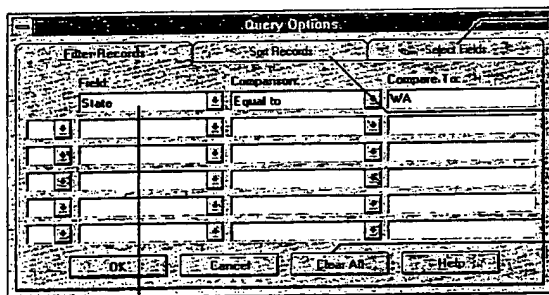 Query Options
Filter Records Sort Records Select Fields
Field: Comparison: Compare To:
State Equal to WA
OK Cancel Clear All Help